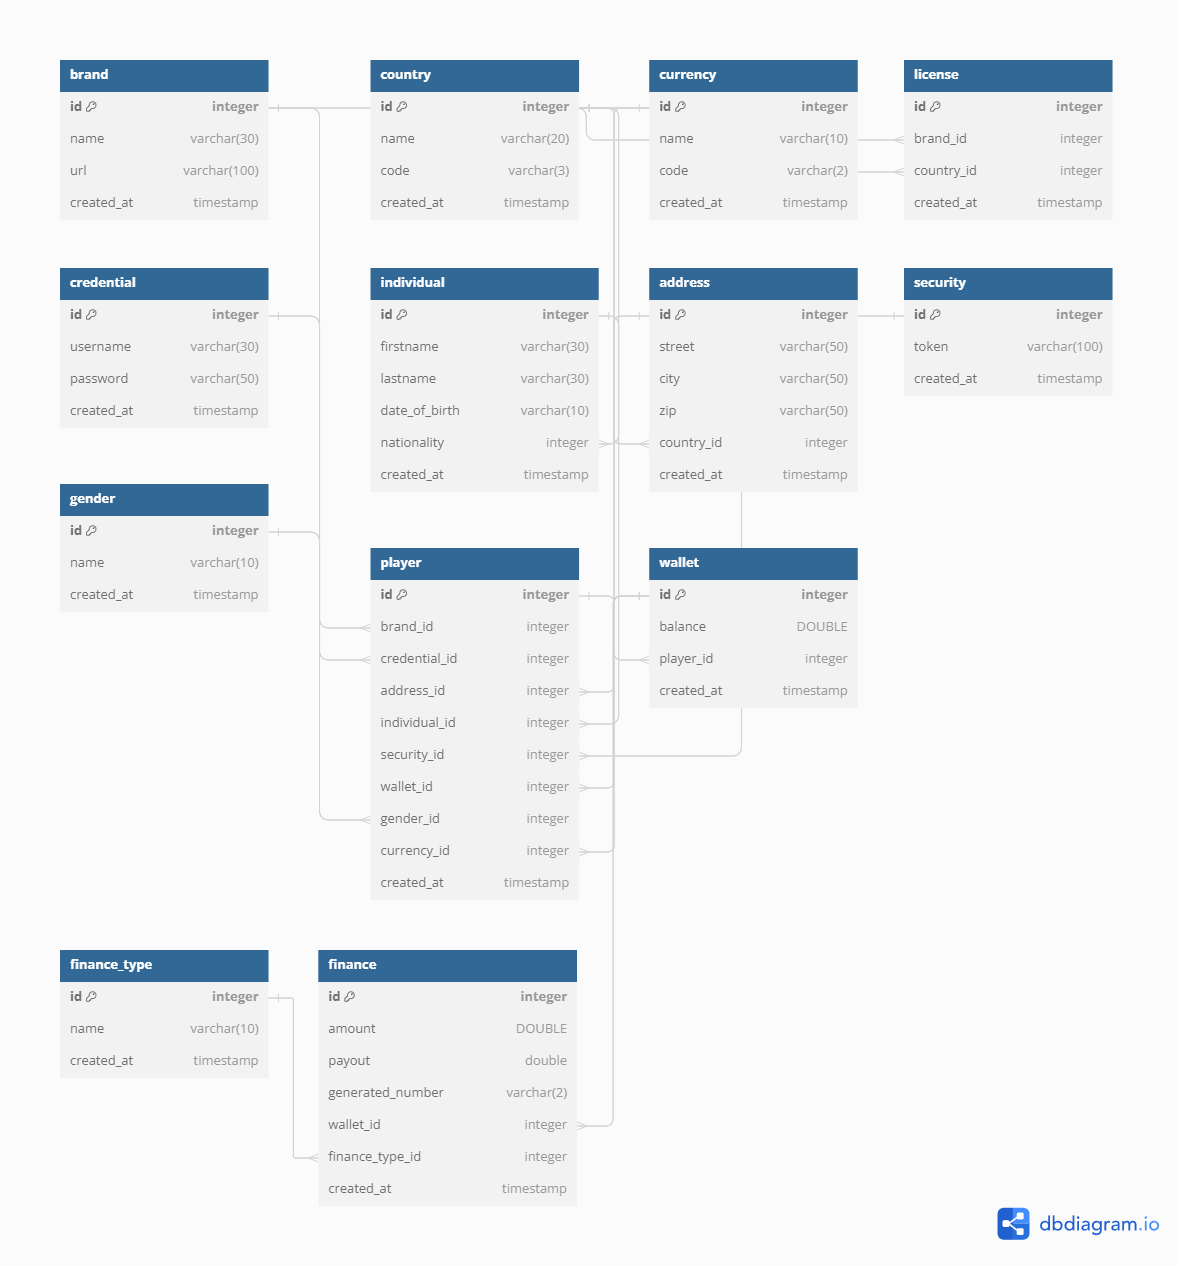 brand
id integer
name varchar(30)
url varchar(100)
created_at timestamp
country
id integer
name varchar(20)
code varchar(3)
created_at timestamp
currency
id integer
name varchar(10)
code varchar(2)
created_at timestamp
license
id integer
brand_id integer
country_id integer
created_at timestamp
credential
id integer
username varchar(30)
password varchar(50)
created_at timestamp
individual
id integer
firstname varchar(30)
lastname varchar(30)
date_of_birth varchar(10)
nationality integer
created_at timestamp
address
id integer
street varchar(50)
city varchar(50)
zip varchar(50)
country_id integer
created_at timestamp
security
id integer
token varchar(100)
created_at timestamp
gender
id integer
name varchar(10)
created_at timestamp
player
id integer
brand_id integer
credential_id integer
address_id integer
individual_id integer
security_id integer
wallet_id integer
gender_id integer
currency_id integer
created_at timestamp
wallet
id integer
balance DOUBLE
player_id integer
created_at timestamp
finance_type
id integer
name varchar(10)
created_at timestamp
finance
id integer
amount DOUBLE
payout double
generated_number varchar(2)
wallet_id integer
finance_type_id integer
created_at timestamp
dbdiagram.io